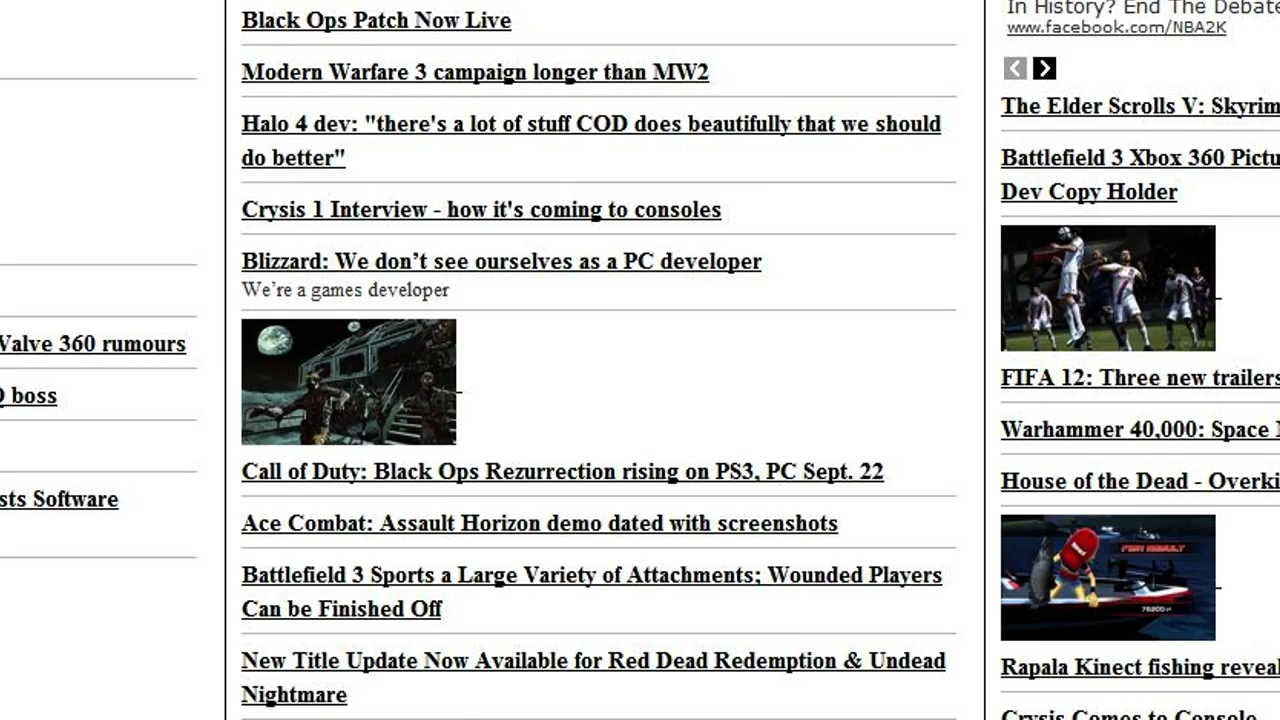 Valve 360 rumours
boss
sts Software
Black Ops Patch Now Live
Modern Warfare 3 campaign longer than MW2
Halo 4 dev: "there's a lot of stuff COD does beautifully that we should
do better"
Crysis 1 Interview - how it's coming to consoles
Blizzard: We don’t see ourselves as a PC developer
We’re a games developer
Call of Duty: Black Ops Rezurrection rising on PS3, PC Sept. 22
Ace Combat: Assault Horizon demo dated with screenshots
Battlefield 3 Sports a Large Variety of Attachments; Wounded Players
Can be Finished Off
New Title Update Now Available for Red Dead Redemption & Undead
Nightmare
In History? End The Debate
www.facebook.com/NBA2K
The Elder Scrolls V: Skyrim
Battlefield 3 Xbox 360 Pictu
Dev Copy Holder
FIFA 12: Three new trailers
Warhammer 40,000: Space
House of the Dead - Overki
FISH ASSAULT
Rapala Kinect fishing reveal
Crysis Comes to Console